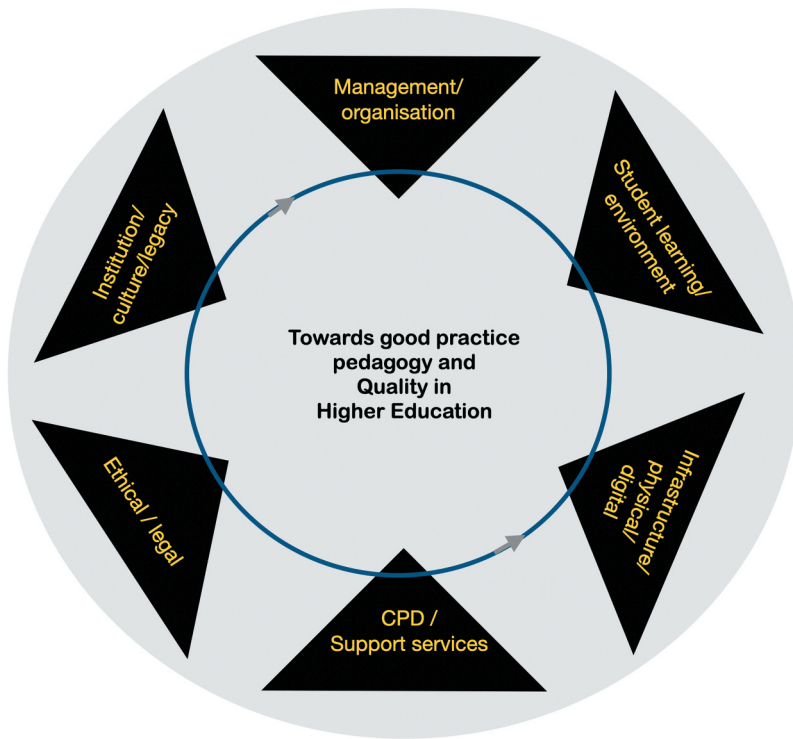 Management/
organisation
Student learning/
environment
Infrastructure/
physical/
digital
CPD /
Support services
Ethical / legal
Institution/
culture/legacy
Towards good practice
pedagogy and
Quality in
Higher Education